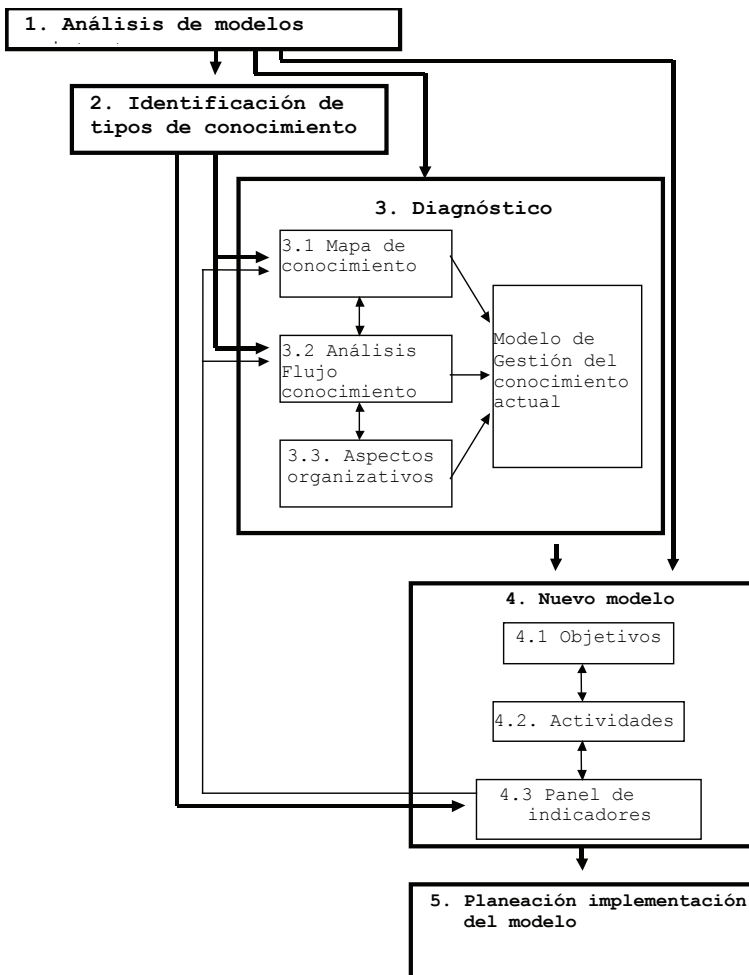 1. Análisis de modelos
2. Identificación de
tipos de conocimiento
3. Diagnóstico
3.1 Mapa de
conocimiento
3.2 Análisis
Flujo
conocimiento
3.3. Aspectos
organizativos
Modelo de
Gestión del
conocimiento
actual
4. Nuevo modelo
4.1 Objetivos
4.2. Actividades
4.3 Panel de
indicadores
5. Planeación implementación
del modelo